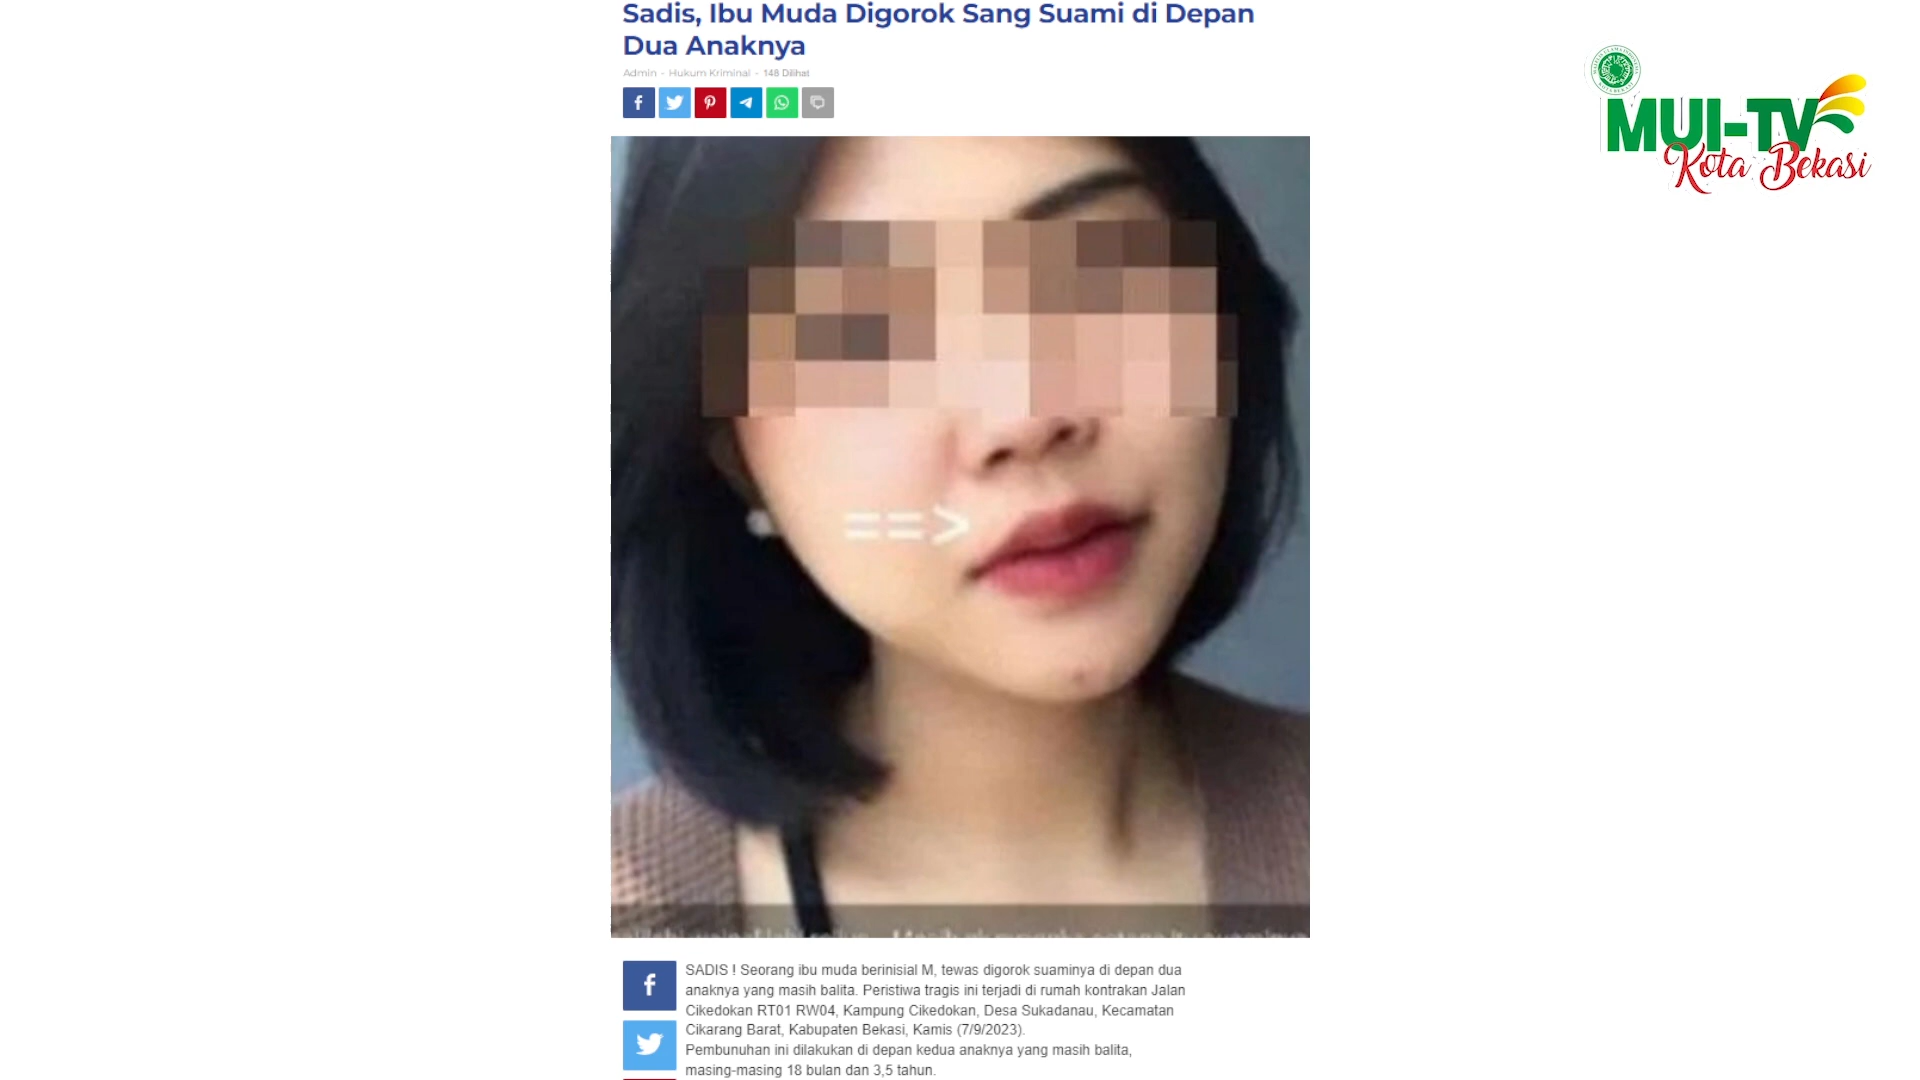 Sadis, Ibu Muda Digorok Sang Suami di Depan
Dua Anaknya
Admin - Hukum Kriminal - 148 Dilihat
MUI-TV
Kota Bekasi
==>
SADIS ! Seorang ibu muda berinisial M, tewas digorok suaminya di depan dua
anaknya yang masih balita. Peristiwa tragis ini terjadi di rumah kontrakan Jalan
Cikedokan RT01 RW04, Kampung Cikedokan, Desa Sukadanau, Kecamatan
Cikarang Barat, Kabupaten Bekasi, Kamis (7/9/2023).
Pembunuhan ini dilakukan di depan kedua anaknya yang masih balita,
masing-masing 18 bulan dan 3,5 tahun.